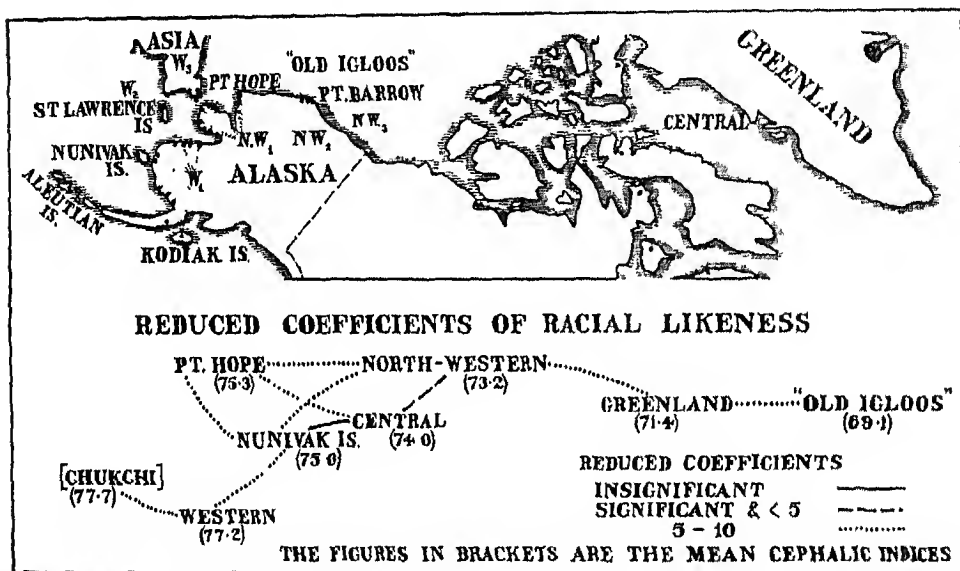 ASIA
W₃
PT HOPE
"OLD IGLOOS"
PT. BARROW
GREENLAND
W₂
ST LAWRENCE
IS
N.W.₁
NW₂
NW₃
CENTRAL
NUNIVAK
IS.
W₁
ALASKA
ALEUTIAN
IS.
KODIAK IS.
REDUCED COEFFICIENTS OF RACIAL LIKENESS
PT. HOPE
(75·3)
NORTH-WESTERN
(73·2)
GREENLAND
(71·4)
"OLD IGLOOS"
(69·1)
CENTRAL
(74·0)
NUNIVAK IS.
(75 0)
[CHUKCHI]
(77·7)
WESTERN
(77·2)
REDUCED COEFFICIENTS
INSIGNIFICANT
SIGNIFICANT & < 5
5 - 10
THE FIGURES IN BRACKETS ARE THE MEAN CEPHALIC INDICES